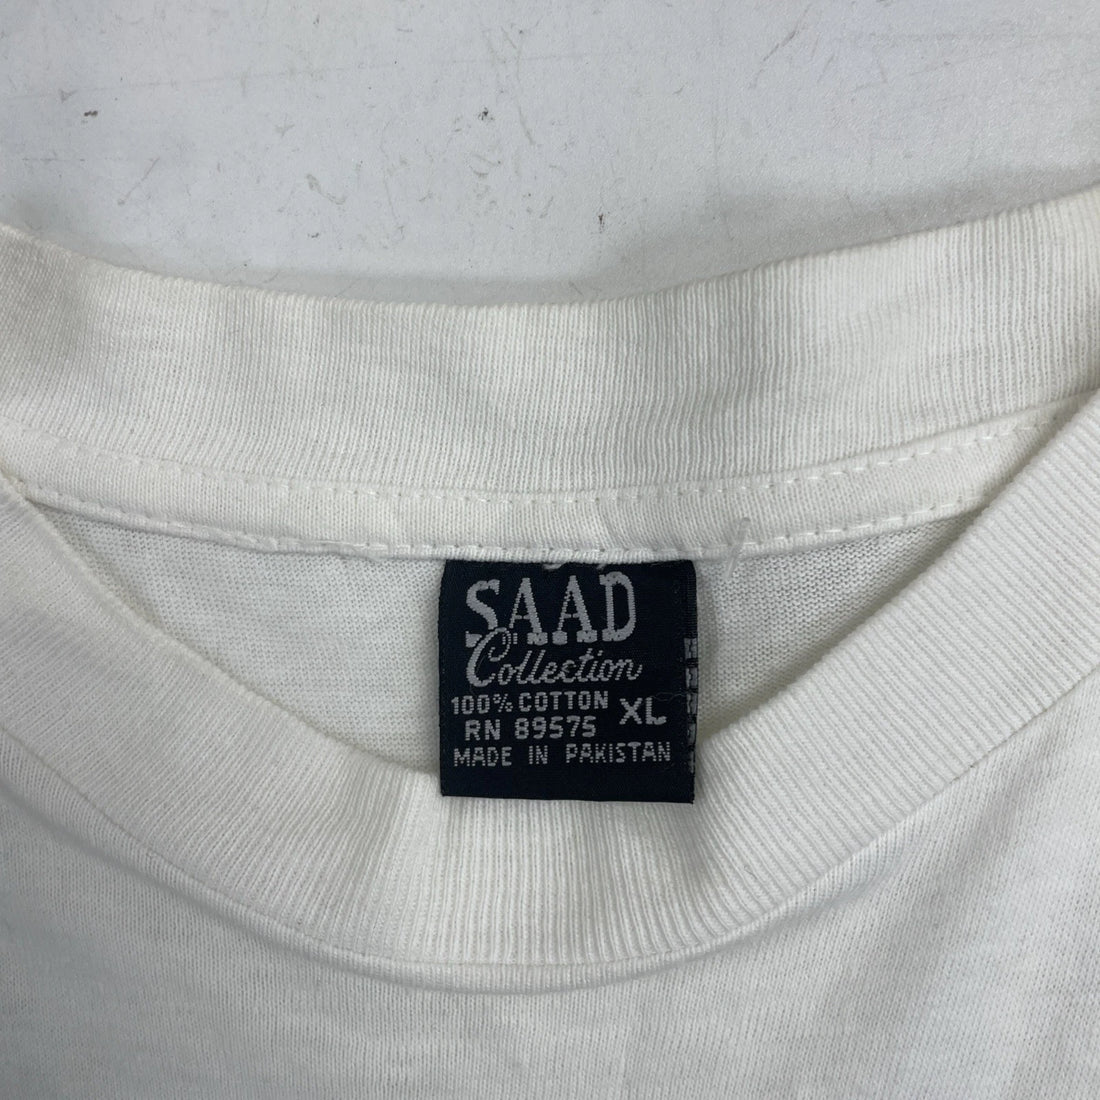 SAAD
Collection
100% COTTON XL
RN 89575
MADE IN PAKISTAN